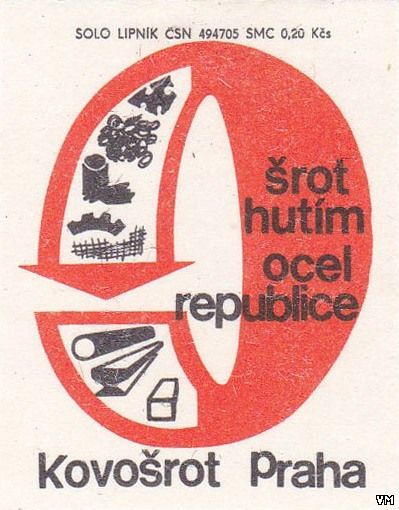 SOLO LIPNÍK ČSN 494705 SMC 0,20 Kčs
šrot
hutím
ocel
republice
Kovošrot Praha
VM